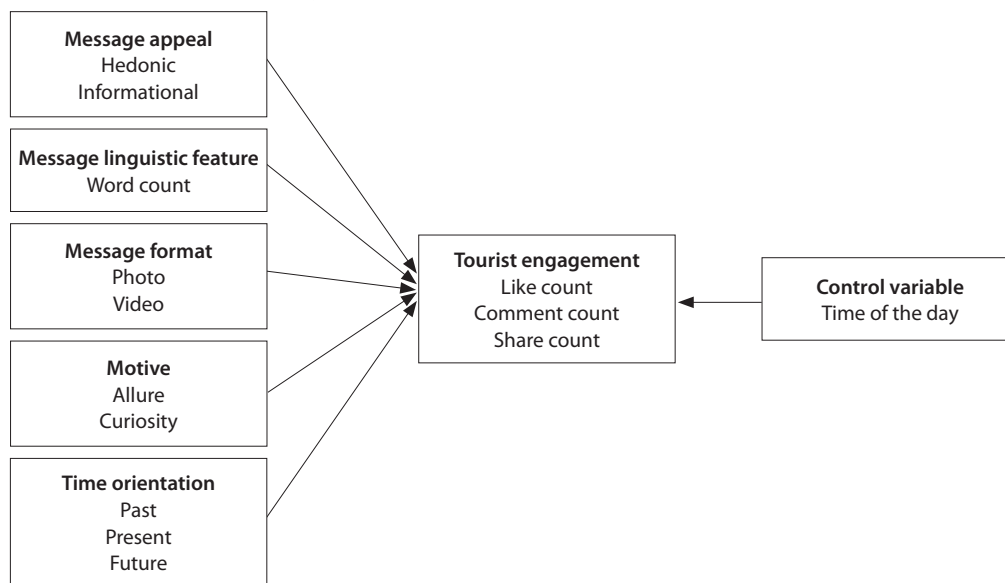 Message appeal
Hedonic
Informational
Message linguistic feature
Word count
Message format
Photo
Video
Motive
Allure
Curiosity
Time orientation
Past
Present
Future
Tourist engagement
Like count
Comment count
Share count
Control variable
Time of the day